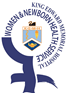 WOMEN & NEWBORN HEALTH SERVICE
KING EDWARD MEMORIAL HOSPITAL